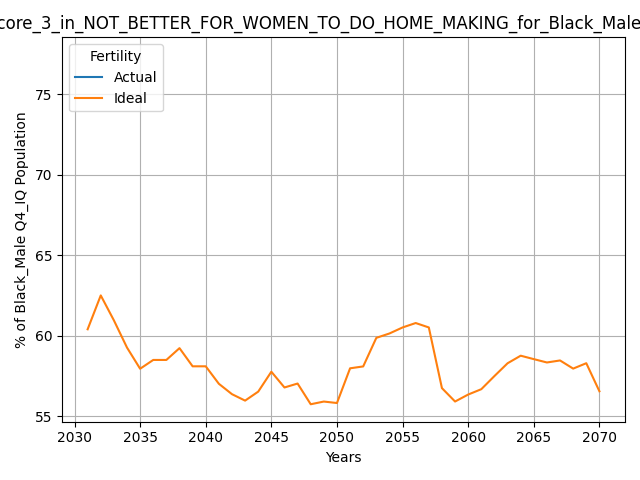 core_3_in_NOT_BETTER_FOR_WOMEN_TO_DO_HOME_MAKING_for_Black_Male
Fertility
Actual
Ideal
% of Black_Male Q4_IQ Population
75
70
65
60
55
2030 2035 2040 2045 2050 2055 2060 2065 2070
Years